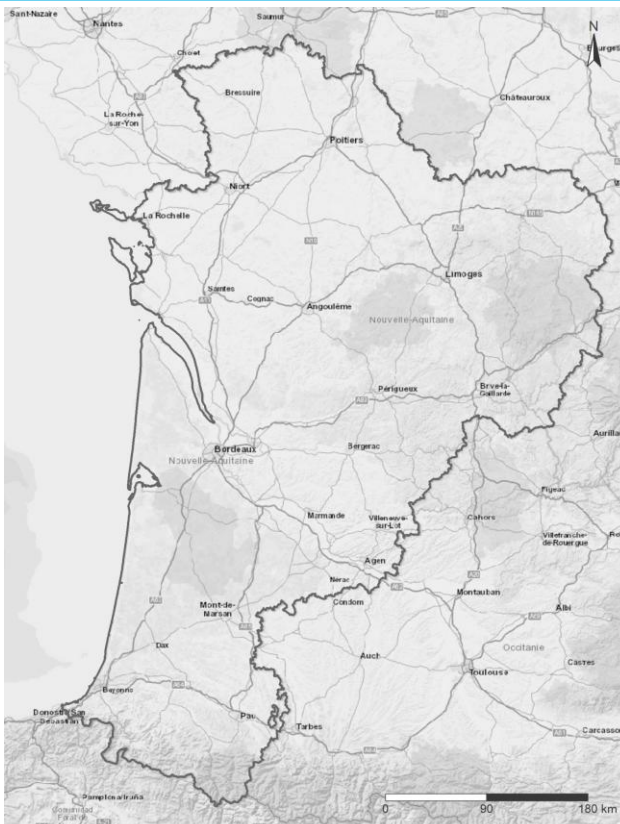 Saumur
Saint-Nazaire
Nantes
N
Cholet
Bressuire
Châteauroux
La Roche-
sur-Yon
Poitiers
Niort
La Rochelle
Limoges
Saintes
Cognac
Angoulême
Nouvelle-Aquitaine
Périgueux
Brive-la-
Gaillarde
Aurillac
Bordeaux
Bergerac
Nouvelle-Aquitaine
Figeac
Marmande
Villeneuve-
sur-Lot
Cahors
Villefranche-
de-Rouergue
Agen
Nérac
Mont-de-
Marsan
Condom
Montauban
Albi
Dax
Auch
Occitanie
Castres
Toulouse
Bayonne
Pau
Tarbes
Carcasson
Pamplona/Iruña
0 90 180 km